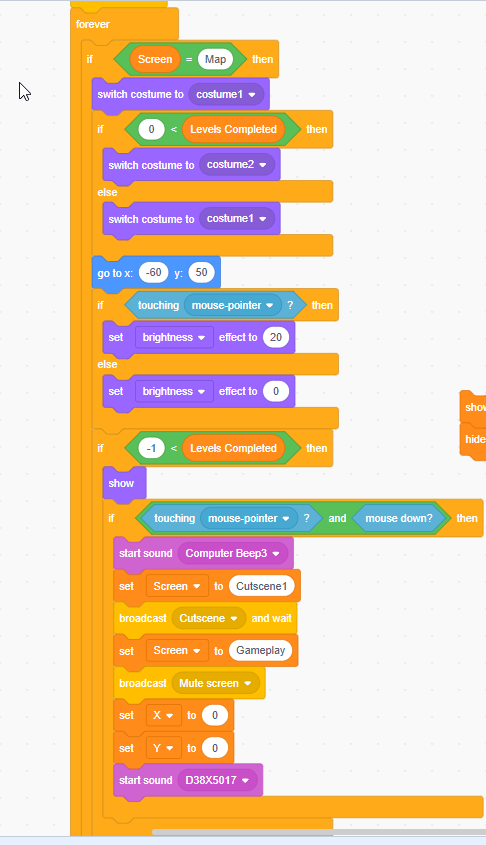 forever
if Screen = Map then
switch costume to costume1
if 0 < Levels Completed then
switch costume to costume2
else
switch costume to costume1
go to x: -60 y: 50
if touching mouse-pointer ? then
set brightness effect to 20
else
set brightness effect to 0
show
hide
if -1 < Levels Completed then
show
if touching mouse-pointer ? and mouse down? then
start sound Computer Beep3
set Screen to Cutscene1
broadcast Cutscene and wait
set Screen to Gameplay
broadcast Mute screen
set X to 0
set Y to 0
start sound D38X5017